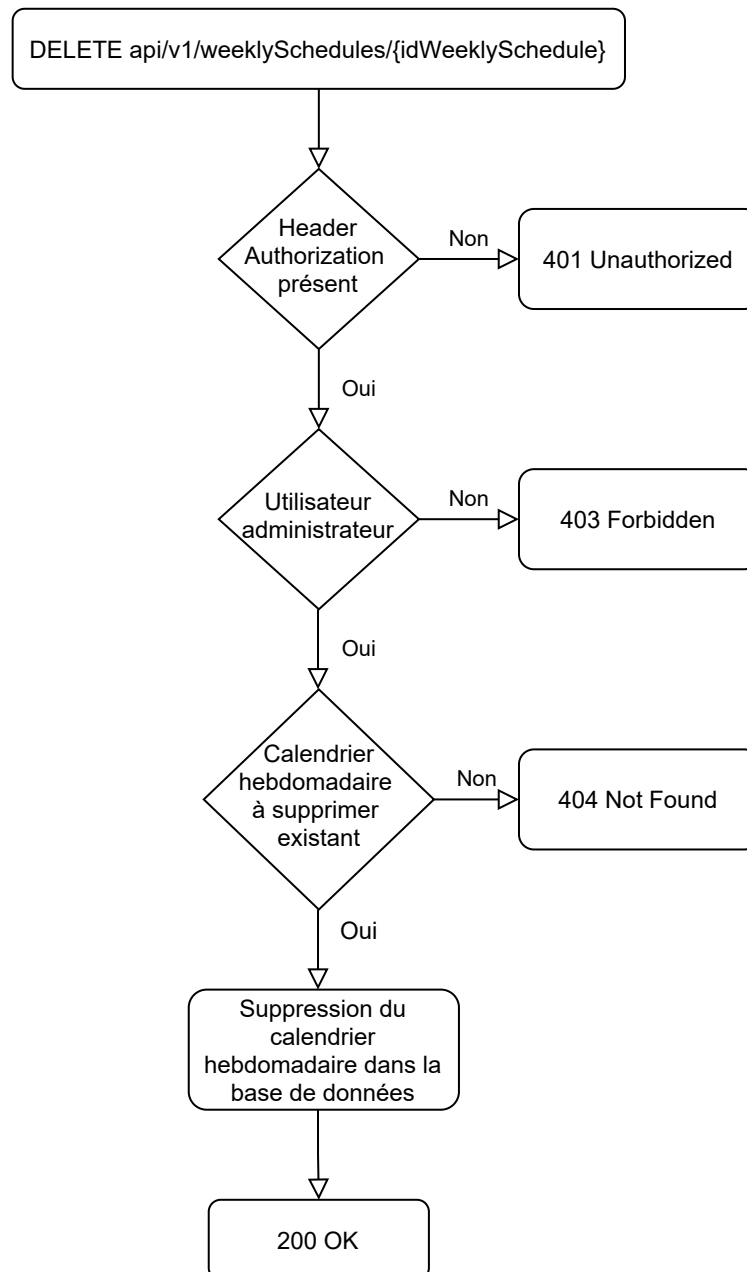 DELETE api/v1/weeklySchedules/{idWeeklySchedule}
Header
Authorization
présent
Non
401 Unauthorized
Oui
Utilisateur
administrateur
Non
403 Forbidden
Oui
Calendrier
hebdomadaire
à supprimer
existant
Non
404 Not Found
Oui
Suppression du
calendrier
hebdomadaire dans la
base de données
200 OK